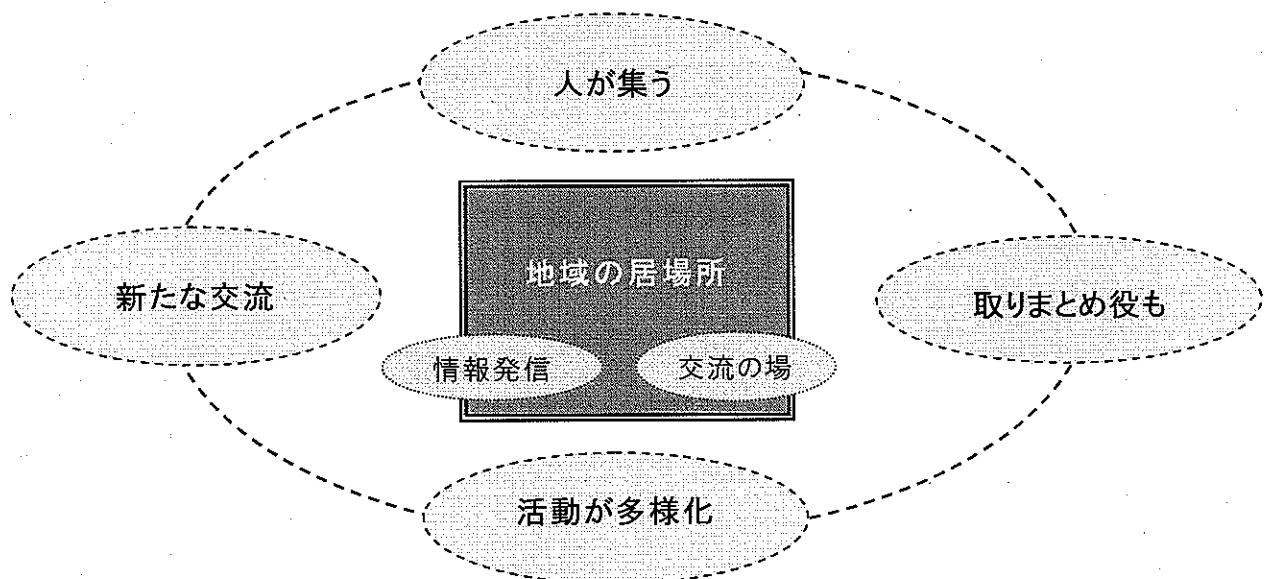 人が集う
地域の居場所
新たな交流
取りまとめ役も
情報発信
交流の場
活動が多様化